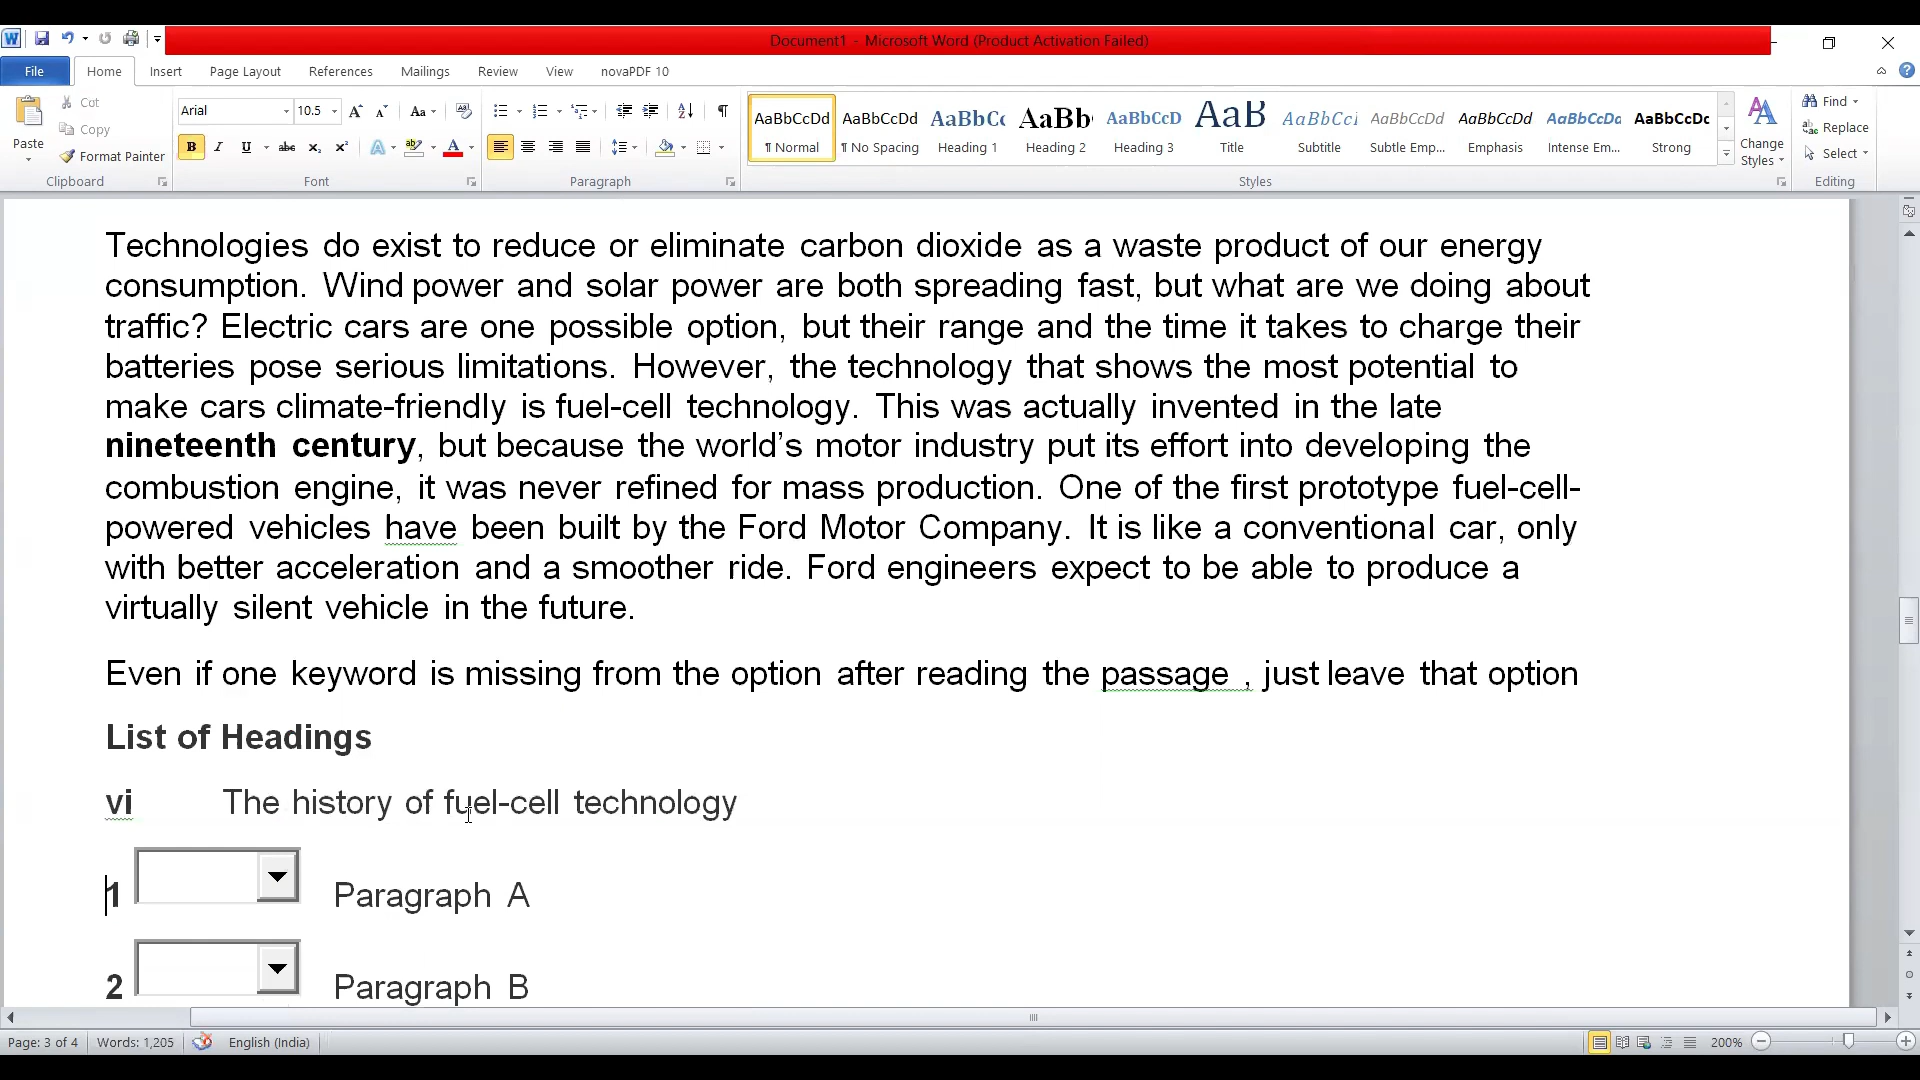 Document1 - Microsoft Word (Product Activation Failed)
File Home Insert Page Layout References Mailings Review View novaPDF 10
Paste Cut Copy Format Painter Clipboard
Arial 10.5 Font
Paragraph
AaBbCcDd ¶ Normal
AaBbCcDd ¶ No Spacing
AaBbCc Heading 1
AaBb Heading 2
AaBbCcD Heading 3
AaB Title
AaBbCcI Subtitle
AaBbCcDd Subtle Emp...
AaBbCcDd Emphasis
AaBbCcDd Intense Em...
AaBbCcDc Strong
Change Styles
Styles
Find Replace Select Editing
Technologies do exist to reduce or eliminate carbon dioxide as a waste product of our energy
consumption. Wind power and solar power are both spreading fast, but what are we doing about
traffic? Electric cars are one possible option, but their range and the time it takes to charge their
batteries pose serious limitations. However, the technology that shows the most potential to
make cars climate-friendly is fuel-cell technology. This was actually invented in the late
nineteenth century, but because the world's motor industry put its effort into developing the
combustion engine, it was never refined for mass production. One of the first prototype fuel-cell-
powered vehicles have been built by the Ford Motor Company. It is like a conventional car, only
with better acceleration and a smoother ride. Ford engineers expect to be able to produce a
virtually silent vehicle in the future.
Even if one keyword is missing from the option after reading the passage , just leave that option
List of Headings
vi The history of fuel-cell technology
1 Paragraph A
2 Paragraph B
Page: 3 of 4 Words: 1,205 English (India) 200%